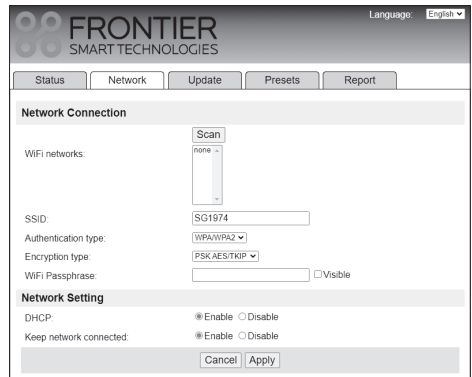 Language: English
FRONTIER
SMART TECHNOLOGIES
Status Network Update Presets Report
Network Connection
Scan
WiFi networks: none
SSID: SG1974
Authentication type: WPA/WPA2
Encryption type: PSK AES/TKIP
WiFi Passphrase: Visible
Network Setting
DHCP: Enable Disable
Keep network connected: Enable Disable
Cancel Apply